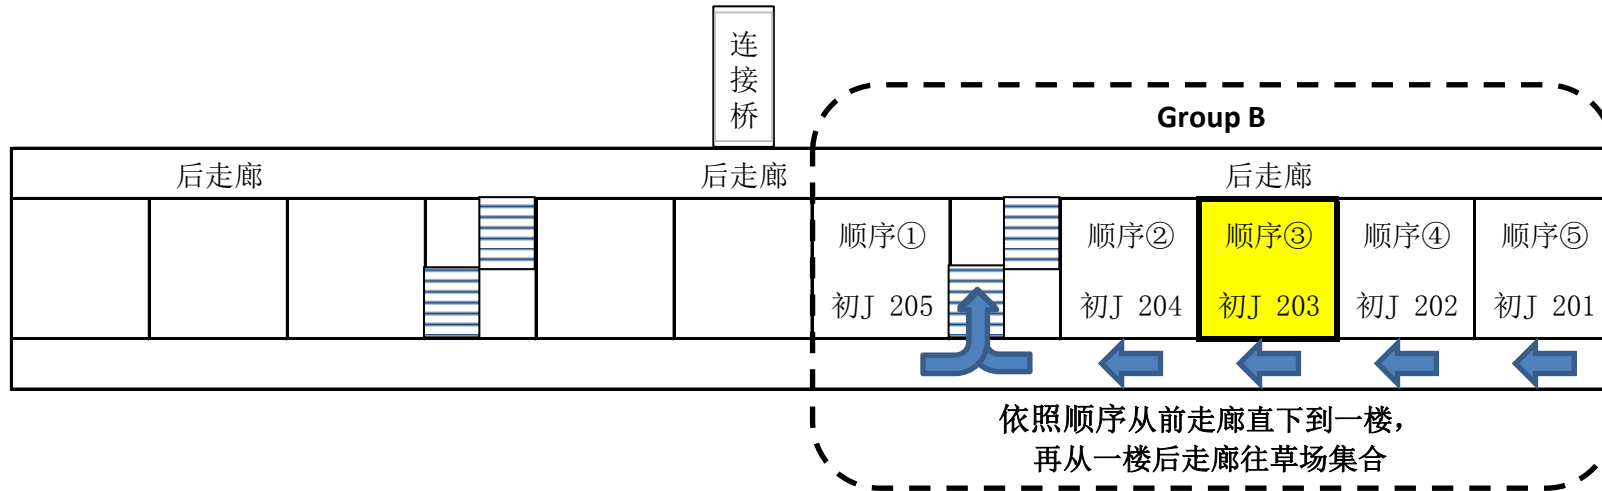 连
接
桥
Group B
后走廊 后走廊 后走廊
顺序① 顺序② 顺序③ 顺序④ 顺序⑤
初J 205 初J 204 初J 203 初J 202 初J 201
依照顺序从前走廊直下到一楼，
再从一楼后走廊往草场集合